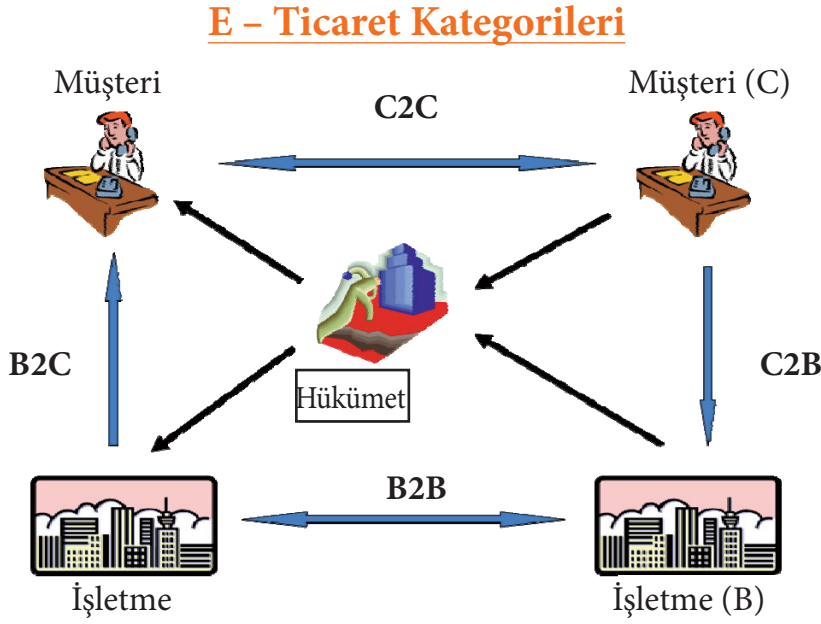 E – Ticaret Kategorileri
Müşteri
Müşteri (C)
C2C
B2C
C2B
Hükümet
B2B
İşletme
İşletme (B)